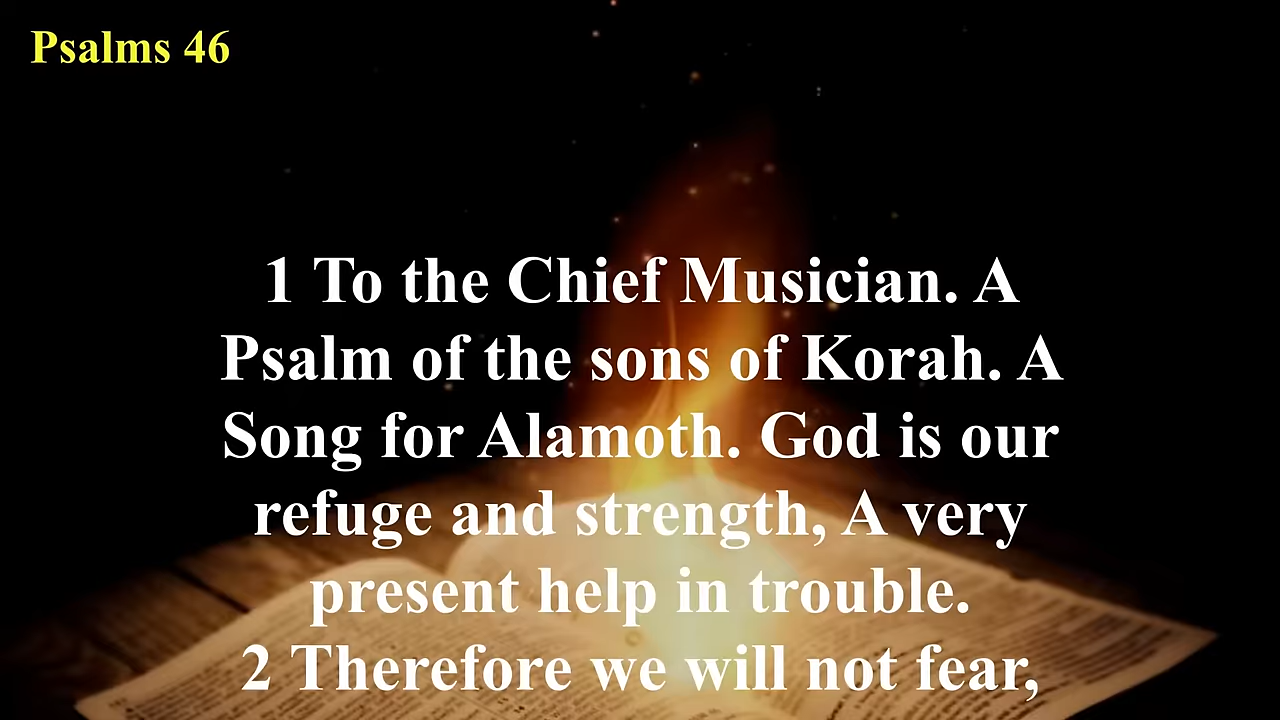 Psalms 46
1 To the Chief Musician. A
Psalm of the sons of Korah. A
Song for Alamoth. God is our
refuge and strength, A very
present help in trouble.
2 Therefore we will not fear,